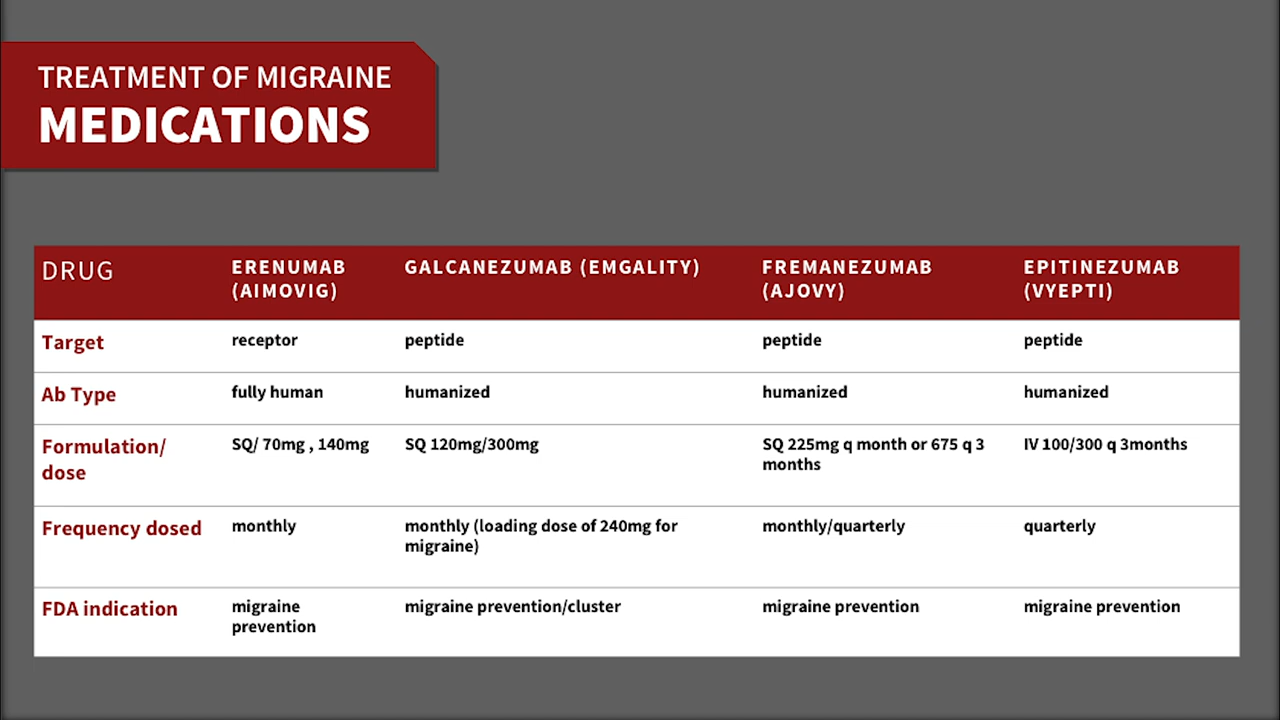 TREATMENT OF MIGRAINE
MEDICATIONS
DRUG
ERENUMAB
(AIMOVIG)
GALCANEZUMAB (EMGALITY)
FREMANEZUMAB
(AJOVY)
EPITINEZUMAB
(VYEPTI)
Target
receptor
peptide
peptide
peptide
Ab Type
fully human
humanized
humanized
humanized
Formulation/
dose
SQ/ 70mg , 140mg
SQ 120mg/300mg
SQ 225mg q month or 675 q 3
months
IV 100/300 q 3months
Frequency dosed
monthly
monthly (loading dose of 240mg for
migraine)
monthly/quarterly
quarterly
FDA indication
migraine
prevention
migraine prevention/cluster
migraine prevention
migraine prevention